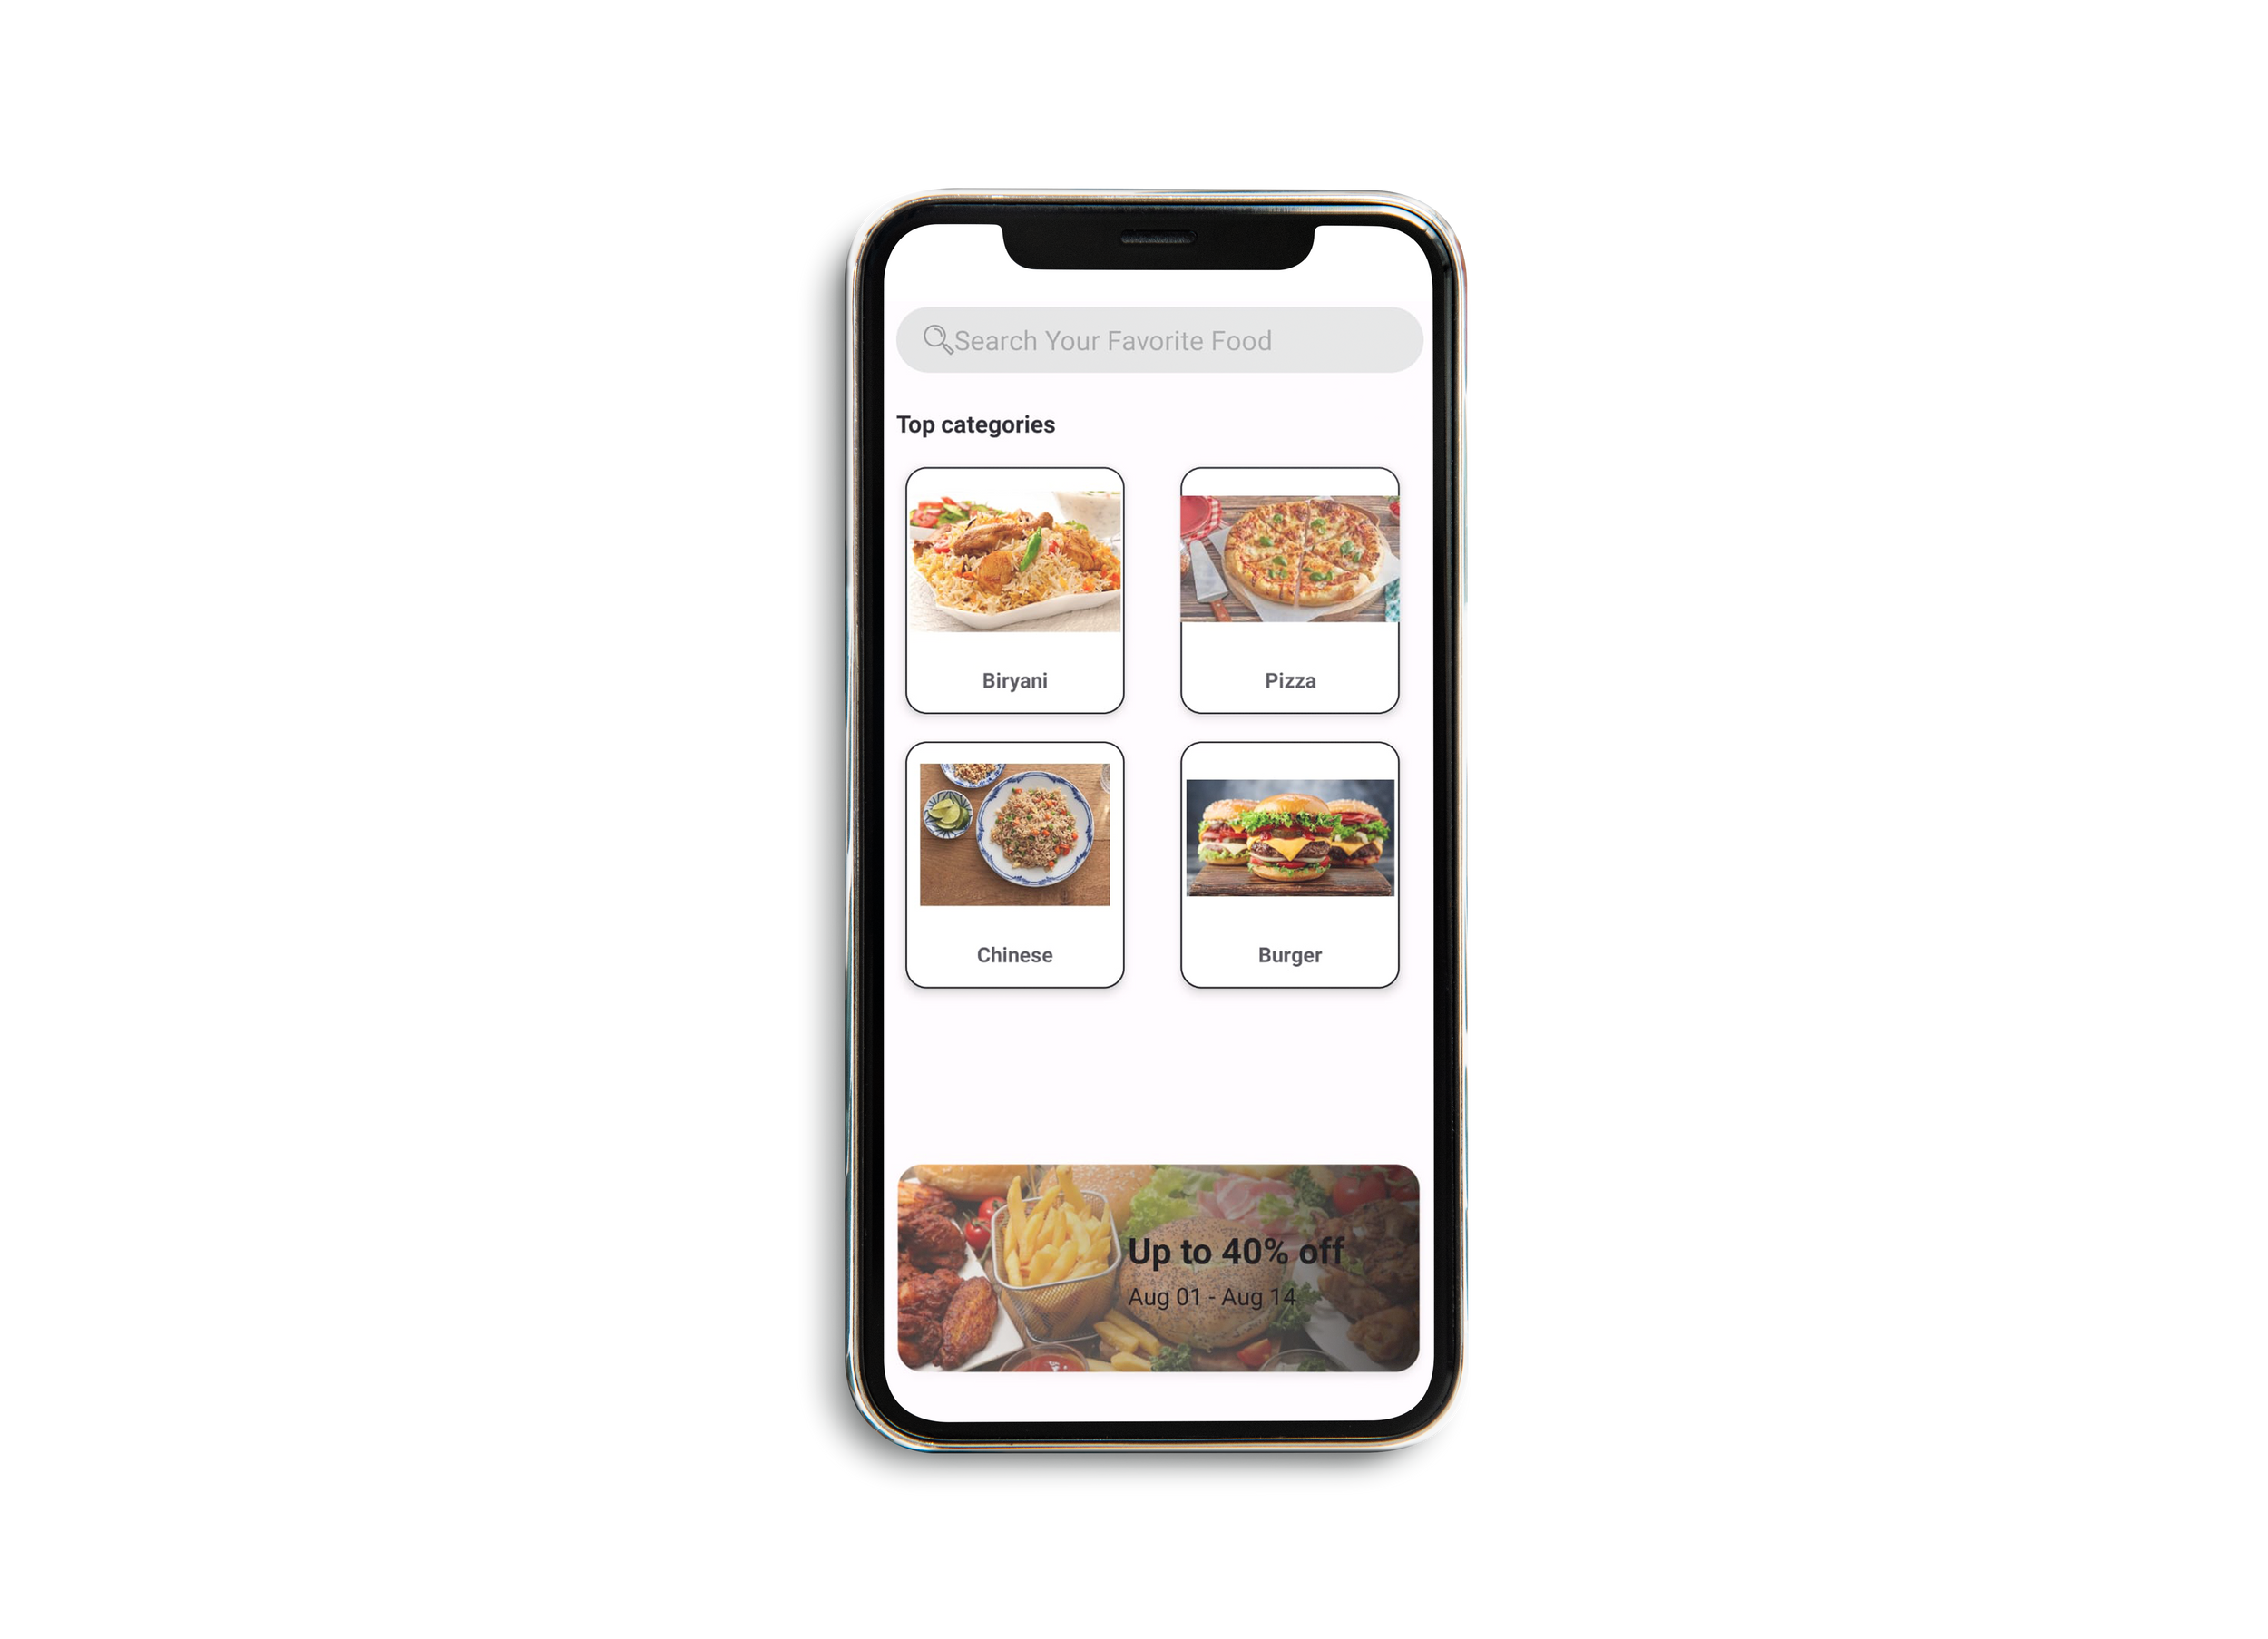 Search Your Favorite Food
Top categories
Biryani
Pizza
Chinese
Burger
Up to 40% off
Aug 01 - Aug 14